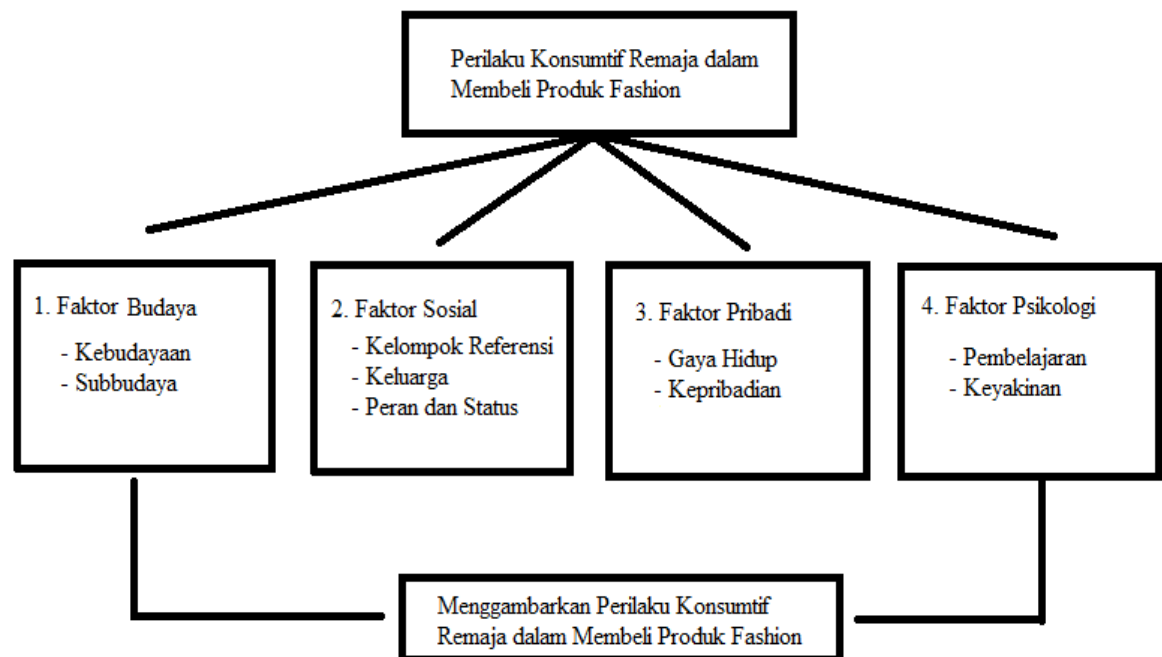 Perilaku Konsumtif Remaja dalam
Membeli Produk Fashion
1. Faktor Budaya
- Kebudayaan
- Subbudaya
2. Faktor Sosial
- Kelompok Referensi
- Keluarga
- Peran dan Status
3. Faktor Pribadi
- Gaya Hidup
- Kepribadian
4. Faktor Psikologi
- Pembelajaran
- Keyakinan
Menggambarkan Perilaku Konsumtif
Remaja dalam Membeli Produk Fashion